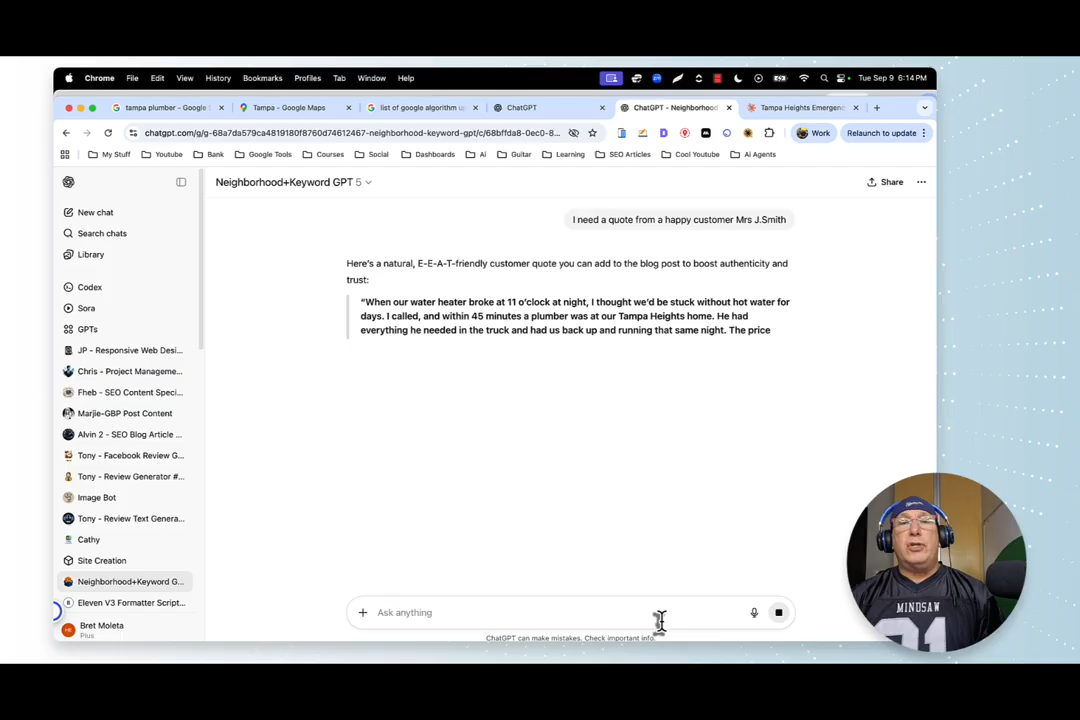 Chrome File Edit View History Bookmarks Profiles Tab Window Help Tue Sep 9 6:14 PM
tampa plumber - Google S Tampa - Google Maps list of google algorithm up ChatGPT ChatGPT - Neighborhood Tampa Heights Emergenc
chatgpt.com/g/g-68a7da579ca4819180f8760d74612467-neighborhood-keyword-gpt/c/68bffda8-0ec0-8... Work Relaunch to update
My Stuff Youtube Bank Google Tools Courses Social Dashboards Ai Guitar Learning SEO Articles Cool Youtube Ai Agents
Neighborhood+Keyword GPT 5 Share
New chat
Search chats
Library
Codex
Sora
GPTs
JP - Responsive Web Desi...
Chris - Project Manageme...
Fheb - SEO Content Speci...
Marjie-GBP Post Content
Alvin 2 - SEO Blog Article ...
Tony - Facebook Review G...
Tony - Review Generator #...
Image Bot
Tony - Review Text Genera...
Cathy
Site Creation
Neighborhood+Keyword G...
Eleven V3 Formatter Script...
Bret Moleta
Plus
I need a quote from a happy customer Mrs J.Smith
Here's a natural, E-E-A-T-friendly customer quote you can add to the blog post to boost authenticity and
trust:
"When our water heater broke at 11 o'clock at night, I thought we'd be stuck without hot water for
days. I called, and within 45 minutes a plumber was at our Tampa Heights home. He had
everything he needed in the truck and had us back up and running that same night. The price
Ask anything
ChatGPT can make mistakes. Check important info.
MINDSAW